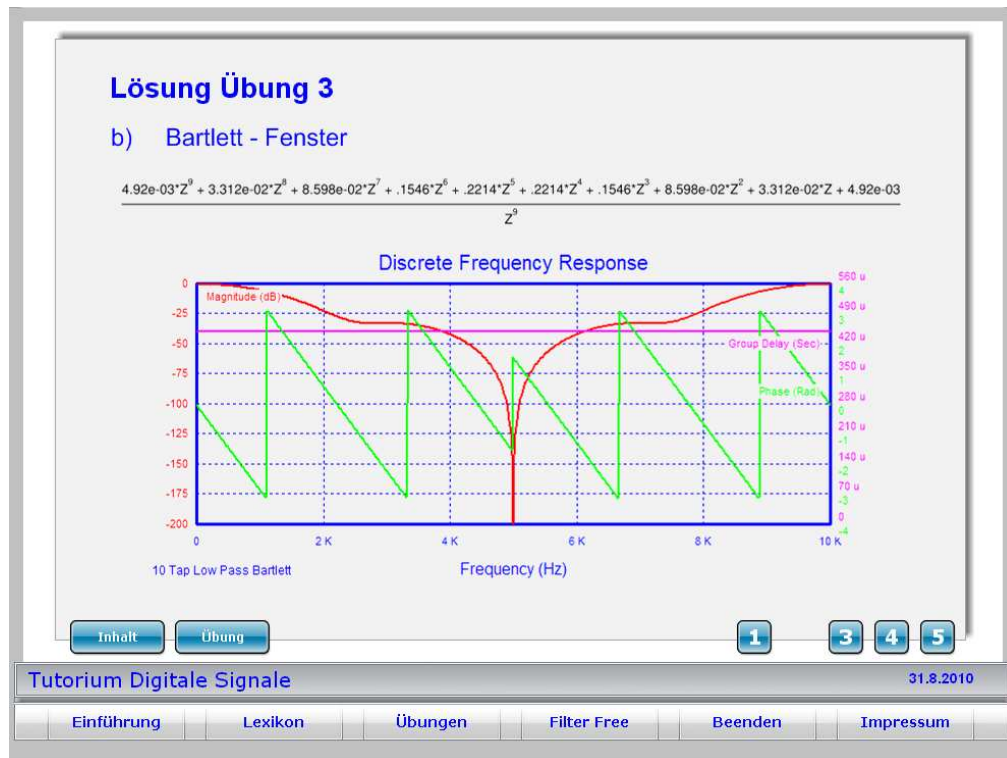 Lösung Übung 3
b) Bartlett - Fenster
4.92e-03*Z^9 + 3.312e-02*Z^8 + 8.598e-02*Z^7 + .1546*Z^6 + .2214*Z^5 + .2214*Z^4 + .1546*Z^3 + 8.598e-02*Z^2 + 3.312e-02*Z + 4.92e-03
Z^9
Discrete Frequency Response
Magnitude (dB)
Group Delay (Sec)
Phase (Rad)
0
-25
-50
-75
-100
-125
-150
-175
-200
560 u
4
490 u
3
420 u
2
350 u
1
280 u
0
210 u
-1
140 u
-2
70 u
-3
0
-4
0 2 K 4 K 6 K 8 K 10 K
10 Tap Low Pass Bartlett
Frequency (Hz)
Inhalt Übung 1 3 4 5
Tutorium Digitale Signale 31.8.2010
Einführung Lexikon Übungen Filter Free Beenden Impressum